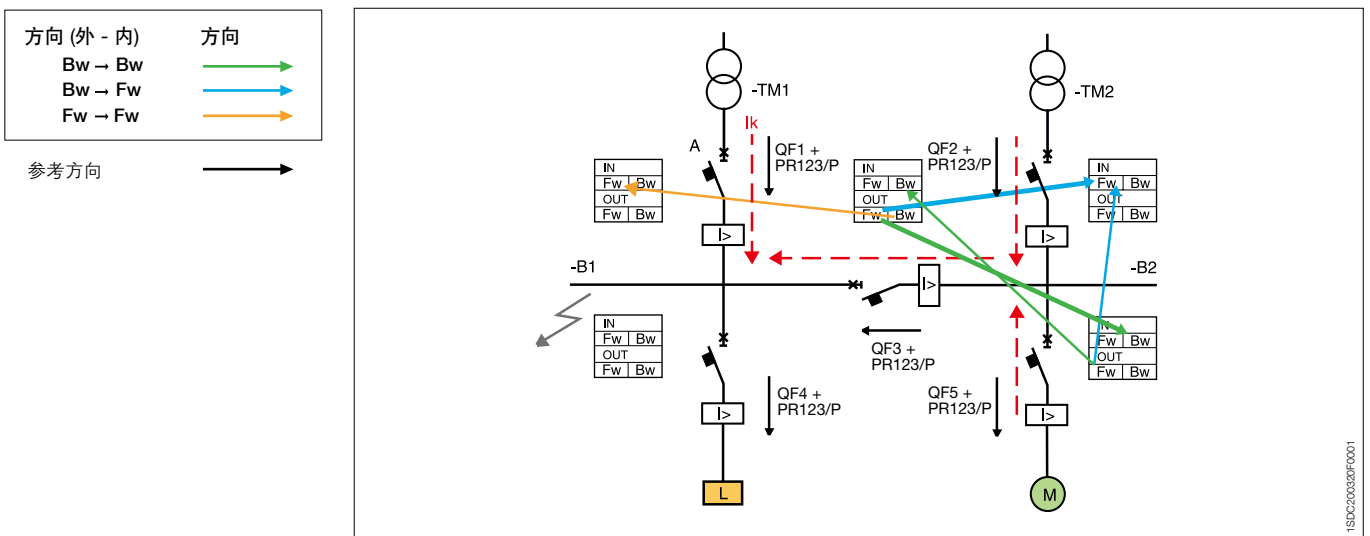 方向 (外 - 内) 方向
Bw → Bw
Bw → Fw
Fw → Fw
参考方向
-TM1
-TM2
Ik
A
QF1 +
PR123/P
QF2 +
PR123/P
IN
Fw Bw
OUT
Fw Bw
IN
Fw Bw
OUT
Fw Bw
IN
Fw Bw
OUT
Fw Bw
I>
I>
-B1
-B2
I>
IN
Fw Bw
OUT
Fw Bw
QF3 +
PR123/P
IN
Fw Bw
OUT
Fw Bw
QF4 +
PR123/P
QF5 +
PR123/P
I>
I>
L
M
1SDC200320F0001